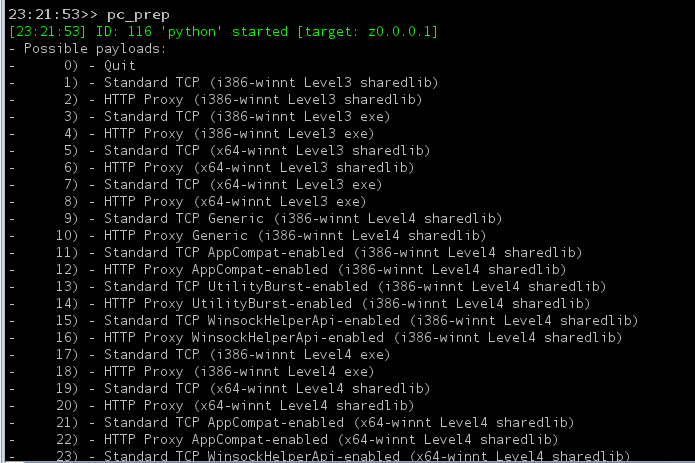 23:21:53>> pc_prep
[23:21:53] ID: 116 'python' started [target: z0.0.0.1]
- Possible payloads:
-      0) - Quit
-      1) - Standard TCP (i386-winnt Level3 sharedlib)
-      2) - HTTP Proxy (i386-winnt Level3 sharedlib)
-      3) - Standard TCP (i386-winnt Level3 exe)
-      4) - HTTP Proxy (i386-winnt Level3 exe)
-      5) - Standard TCP (x64-winnt Level3 sharedlib)
-      6) - HTTP Proxy (x64-winnt Level3 sharedlib)
-      7) - Standard TCP (x64-winnt Level3 exe)
-      8) - HTTP Proxy (x64-winnt Level3 exe)
-      9) - Standard TCP Generic (i386-winnt Level4 sharedlib)
-     10) - HTTP Proxy Generic (i386-winnt Level4 sharedlib)
-     11) - Standard TCP AppCompat-enabled (i386-winnt Level4 sharedlib)
-     12) - HTTP Proxy AppCompat-enabled (i386-winnt Level4 sharedlib)
-     13) - Standard TCP UtilityBurst-enabled (i386-winnt Level4 sharedlib)
-     14) - HTTP Proxy UtilityBurst-enabled (i386-winnt Level4 sharedlib)
-     15) - Standard TCP WinsockHelperApi-enabled (i386-winnt Level4 sharedlib)
-     16) - HTTP Proxy WinsockHelperApi-enabled (i386-winnt Level4 sharedlib)
-     17) - Standard TCP (i386-winnt Level4 exe)
-     18) - HTTP Proxy (i386-winnt Level4 exe)
-     19) - Standard TCP (x64-winnt Level4 sharedlib)
-     20) - HTTP Proxy (x64-winnt Level4 sharedlib)
-     21) - Standard TCP AppCompat-enabled (x64-winnt Level4 sharedlib)
-     22) - HTTP Proxy AppCompat-enabled (x64-winnt Level4 sharedlib)
-     23) - Standard TCP WinsockHelperApi-enabled (x64-winnt Level4 sharedlib)